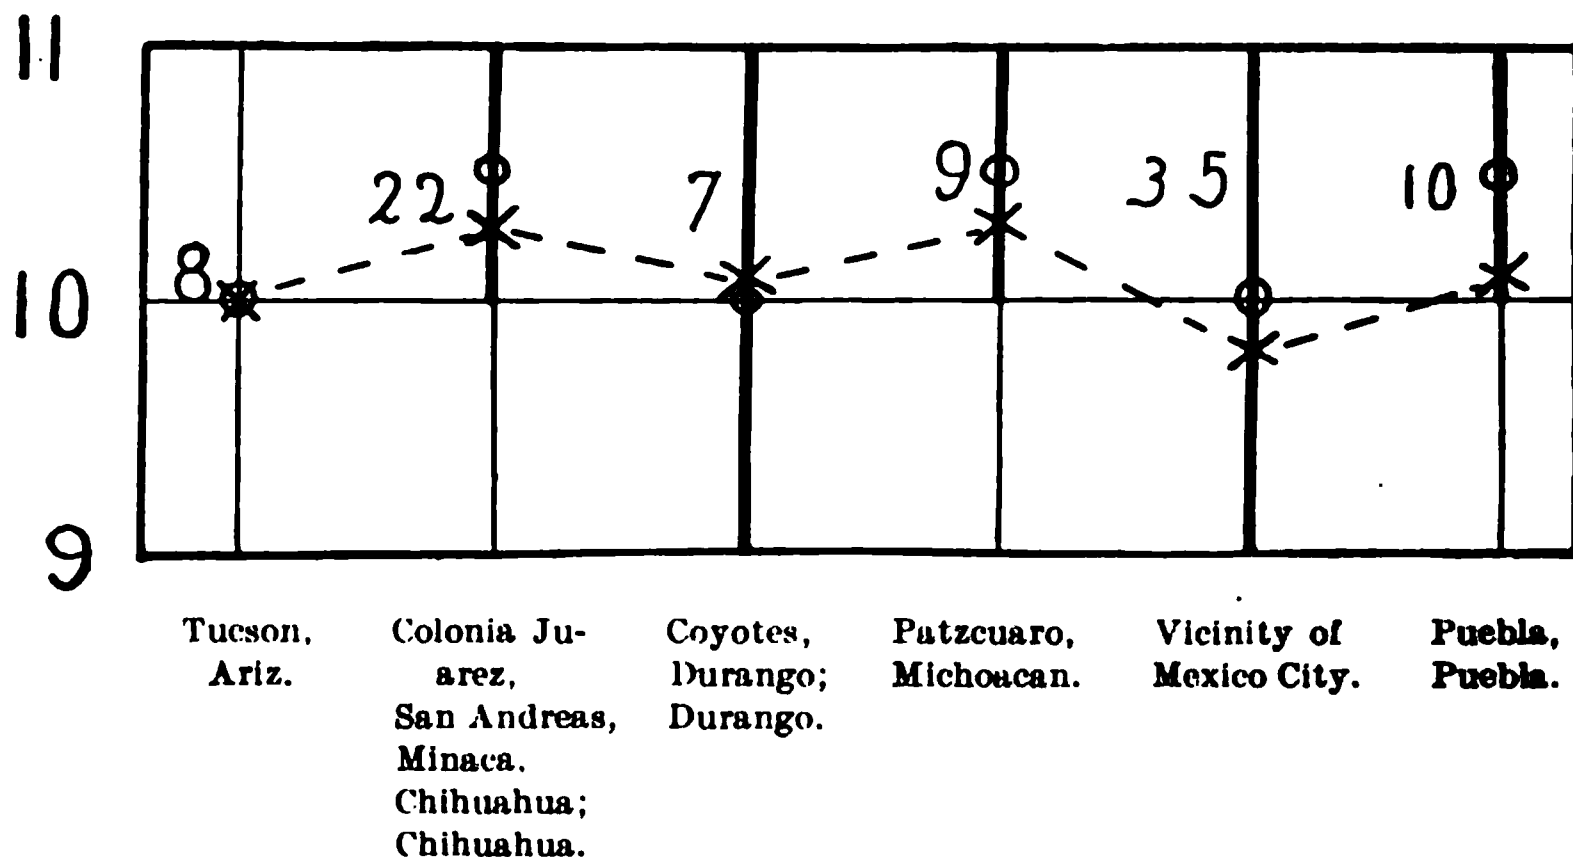 11
22
7
9
35
10
8
10
9
Tucson,
Ariz.
Colonia Ju-
arez,
San Andreas,
Minaca.
Chihuahua;
Chihuahua.
Coyotes,
Durango;
Durango.
Patzcuaro,
Michoacan.
Vicinity of
Mexico City.
Puebla,
Puebla.